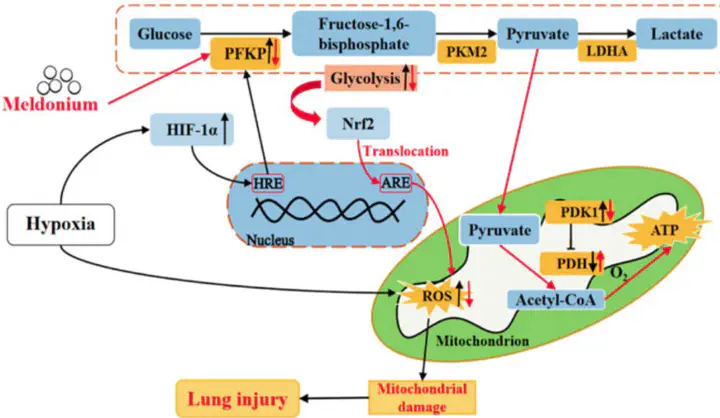 Glucose
Fructose-1,6-
bisphosphate
Pyruvate
Lactate
PFKP
PKM2
LDHA
Glycolysis
Meldonium
HIF-1α
Nrf2
Translocation
HRE
ARE
Nucleus
Hypoxia
Pyruvate
PDK1
ATP
PDH
O2
Acetyl-CoA
ROS
Mitochondrion
Lung injury
Mitochondrial
damage